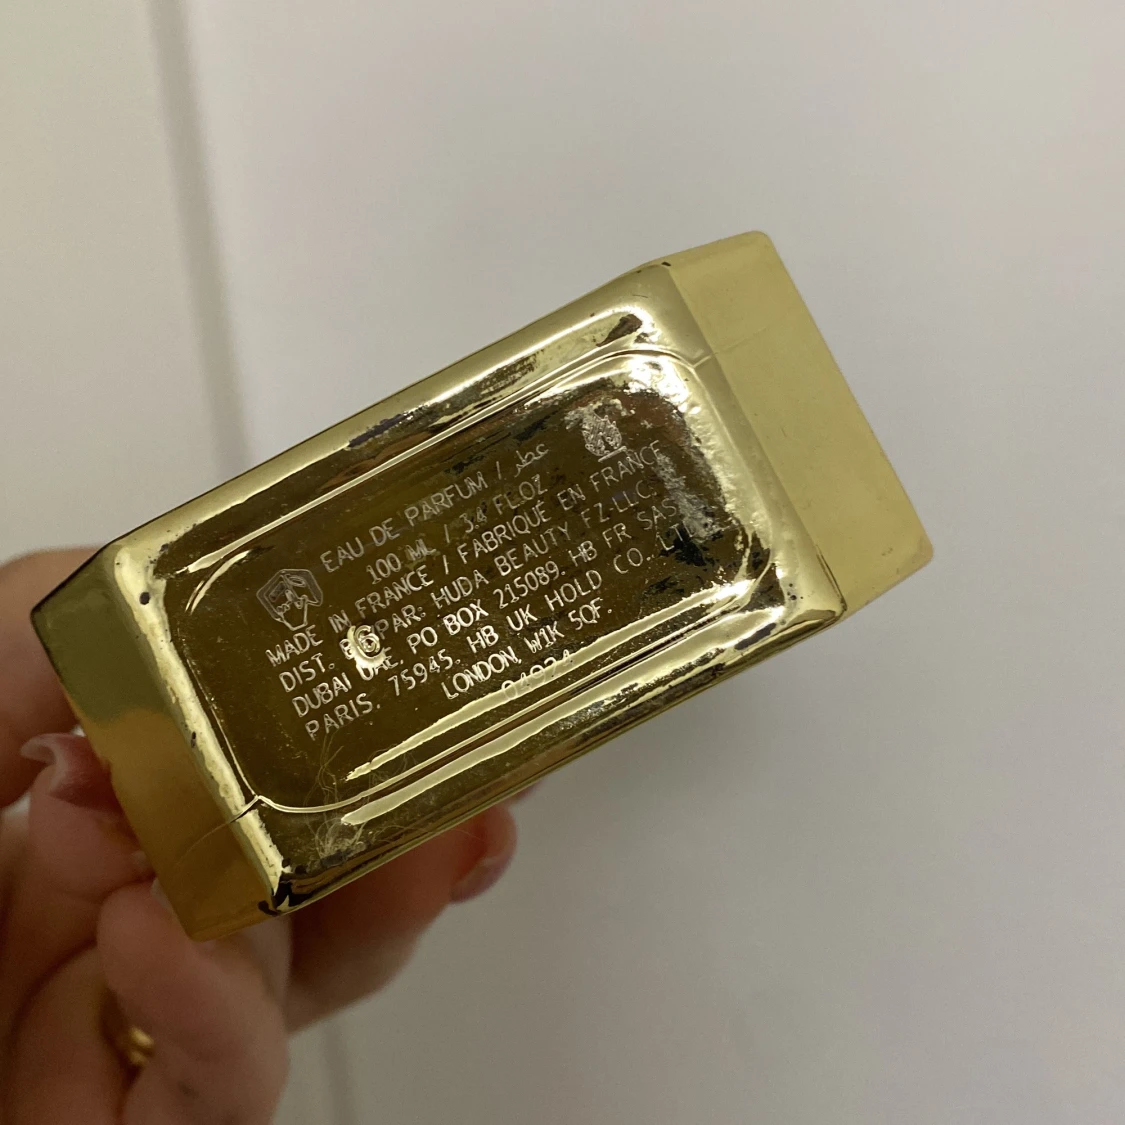 EAU DE PARFUM / عطر
100 ML / 3.4 FL.OZ
MADE IN FRANCE / FABRIQUÉ EN FRANCE
DIST. PAR: HUDA BEAUTY FZ-LLC
DUBAI UAE. PO BOX 215089. HB FR SAS
PARIS. 75945. HB UK HOLD CO. LTD
LONDON, W1K 5QF.
6